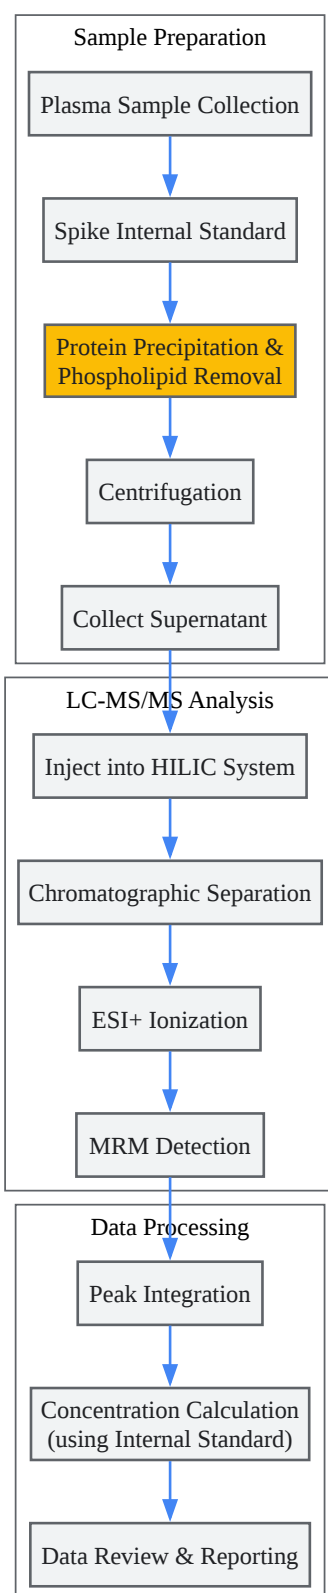 Sample Preparation
Plasma Sample Collection
Spike Internal Standard
Protein Precipitation &
Phospholipid Removal
Centrifugation
Collect Supernatant
LC-MS/MS Analysis
Inject into HILIC System
Chromatographic Separation
ESI+ Ionization
MRM Detection
Data Processing
Peak Integration
Concentration Calculation
(using Internal Standard)
Data Review & Reporting